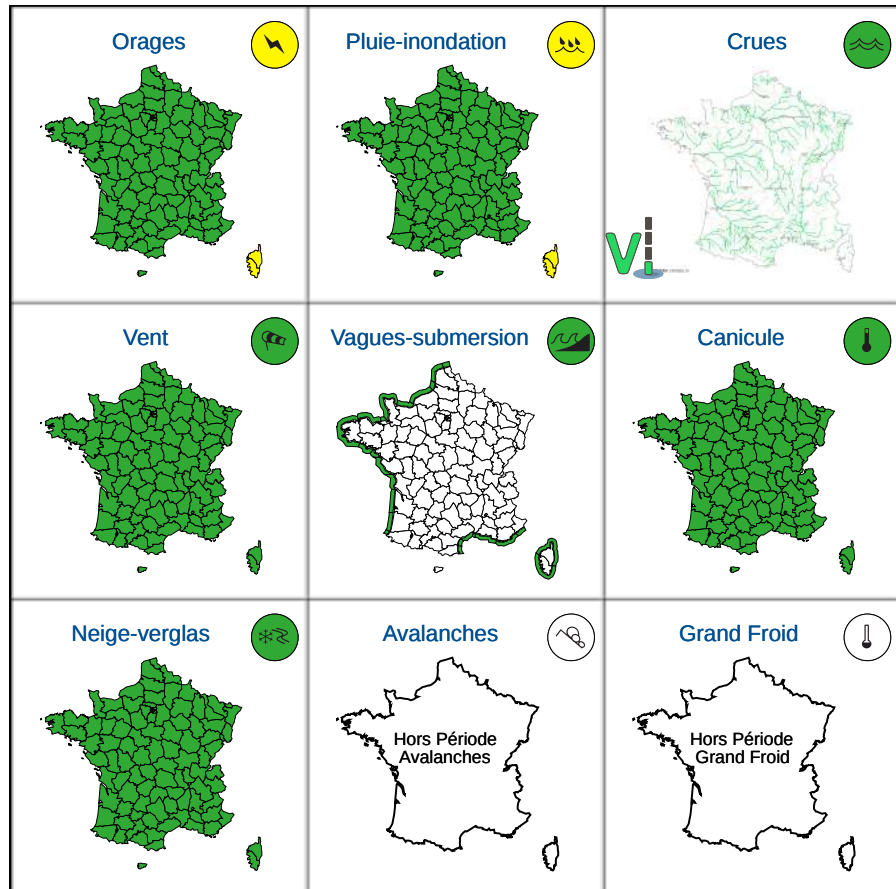 Orages
Pluie-inondation
Crues
Vent
Vagues-submersion
Canicule
Neige-verglas
Avalanches
Grand Froid
Hors Période
Avalanches
Hors Période
Grand Froid